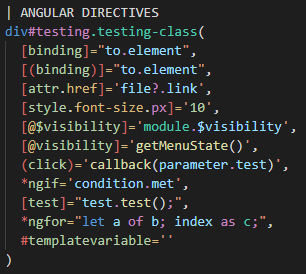 | ANGULAR DIRECTIVES
div#testing.testing-class(
[binding]="to.element",
[(binding)]="to.element",
[attr.href]='file?.link',
[style.font-size.px]='10',
[@$visibility]='module.$visibility',
[@visibility]='getMenuState()',
(click)='callback(parameter.test)',
*ngif='condition.met',
[test]="test.test();",
*ngfor="let a of b; index as c;",
#templatevariable=''
)